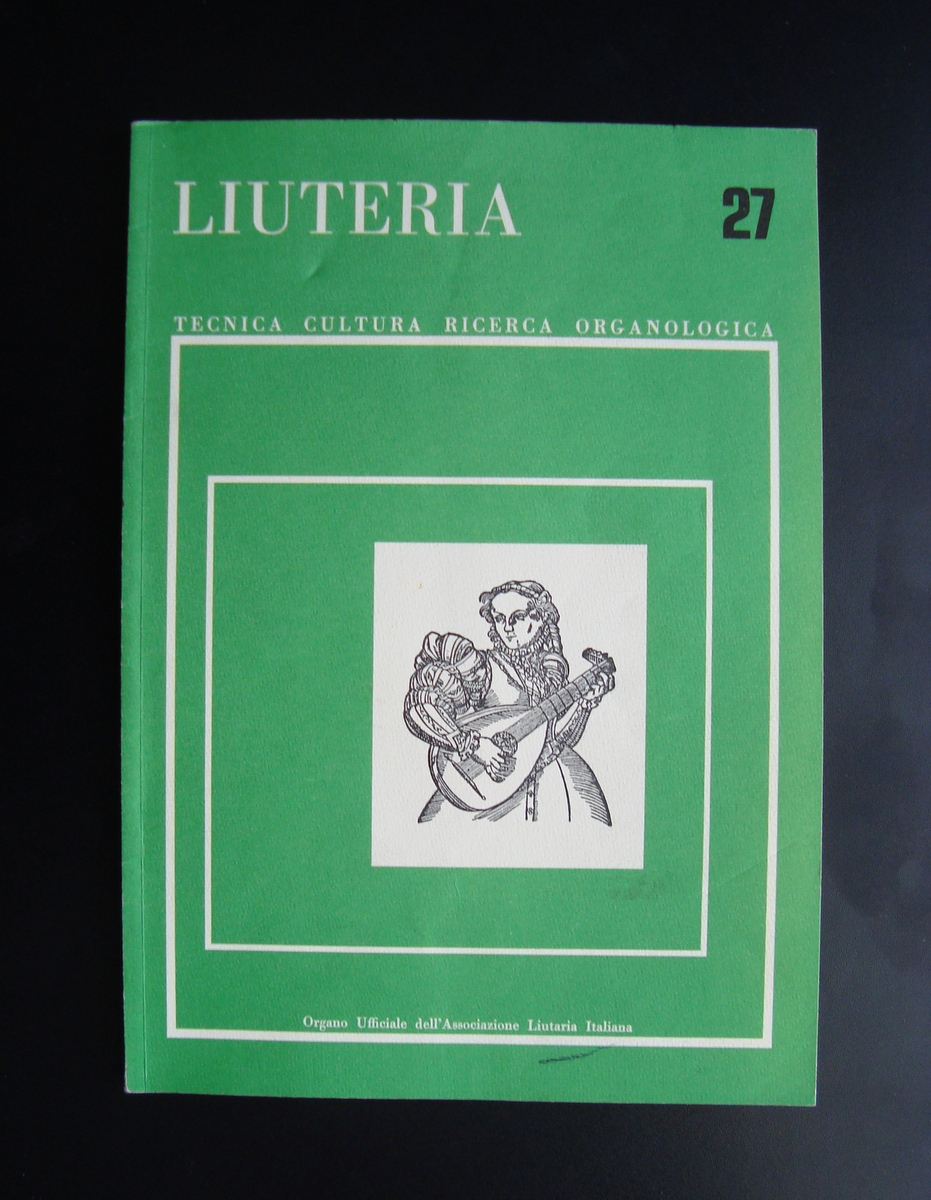 LIUTERIA
27
TECNICA CULTURA RICERCA ORGANOLOGICA
Organo Ufficiale dell'Associazione Liutaria Italiana